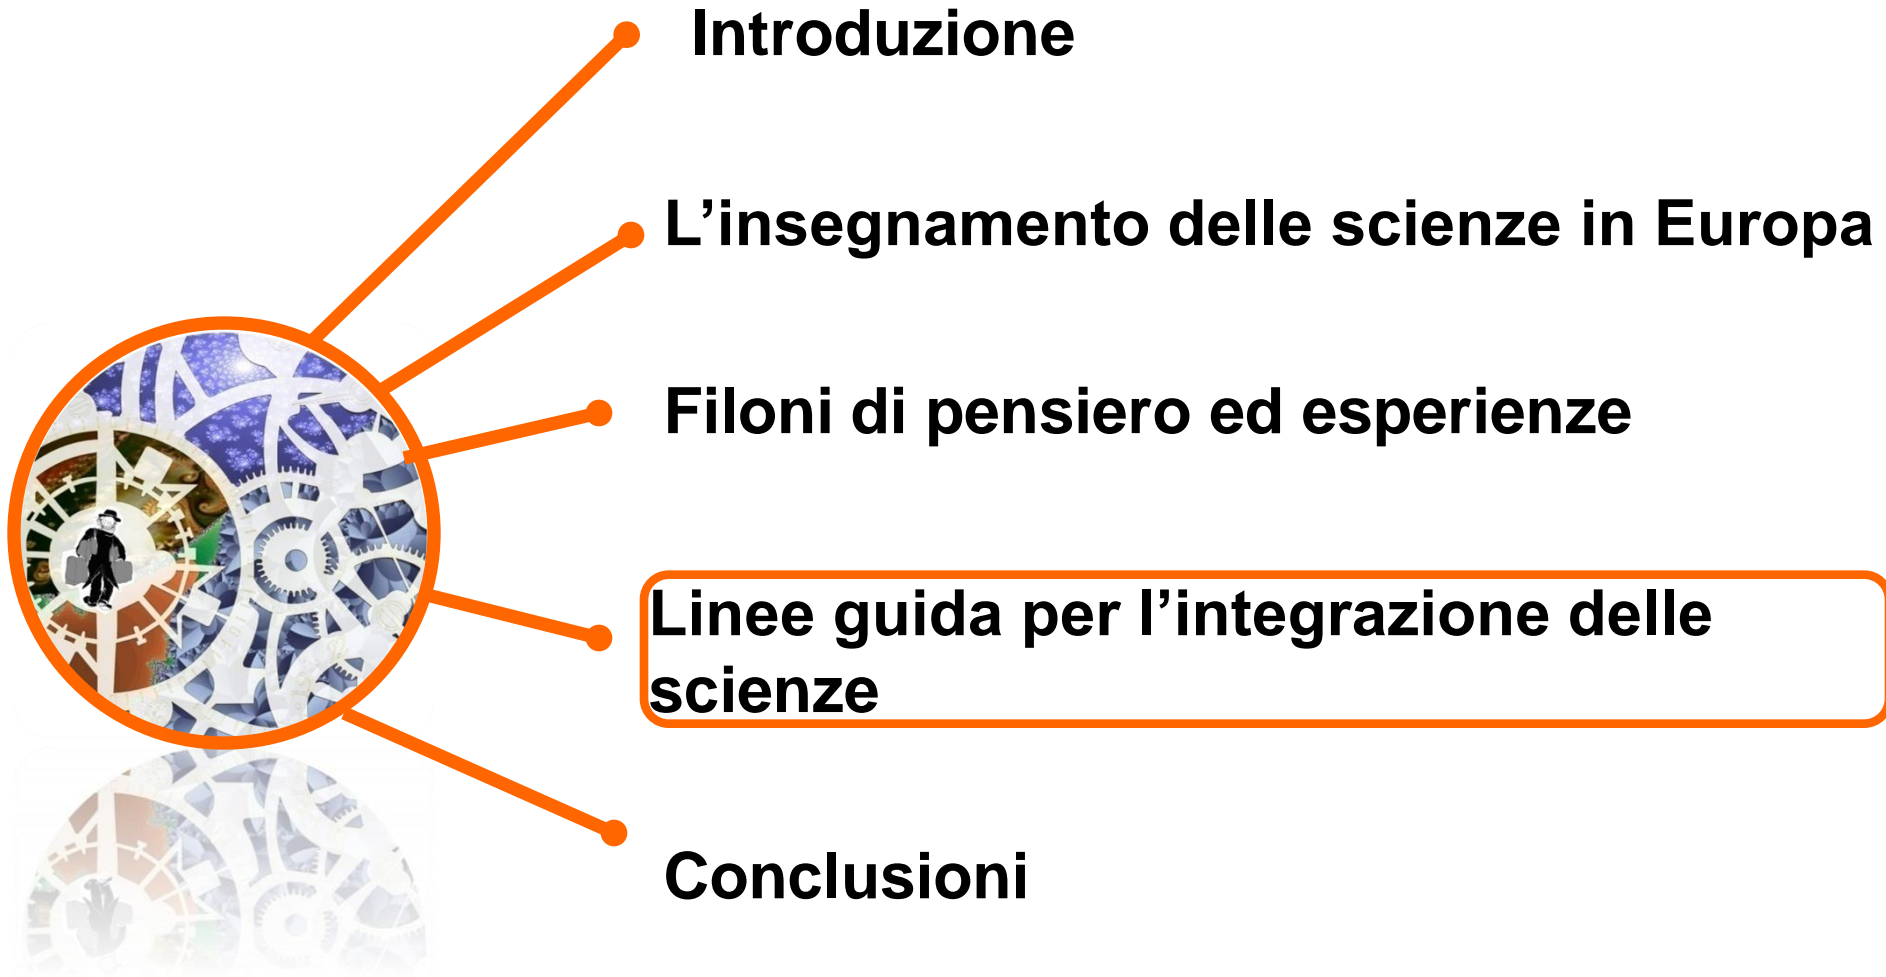 Introduzione
L’insegnamento delle scienze in Europa
Filoni di pensiero ed esperienze
Linee guida per l’integrazione delle
scienze
Conclusioni